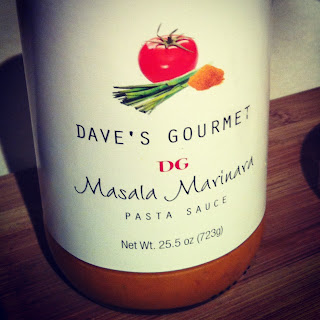 DAVE'S GOURMET
DG
Masala Marinara
PASTA SAUCE
Net Wt. 25.5 oz (723g)